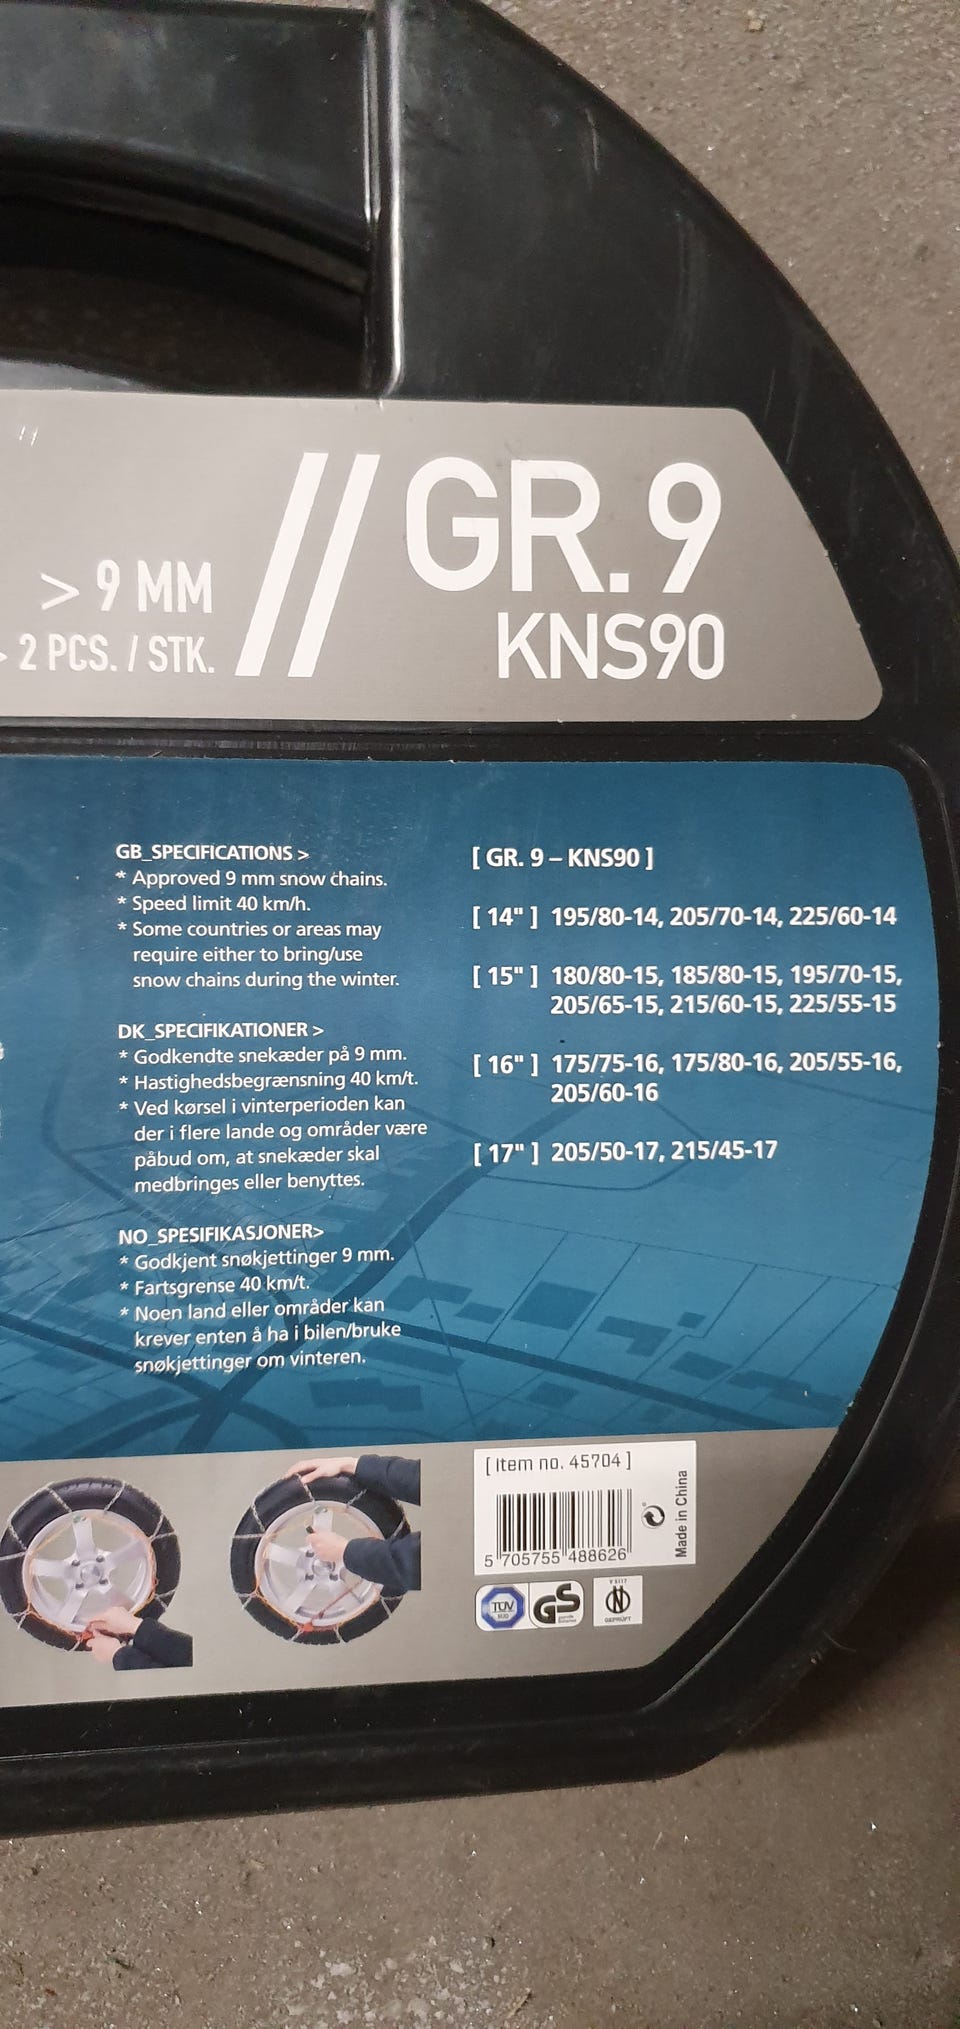 > 9 MM
> 2 PCS. / STK.
// GR. 9
KNS90
GB_SPECIFICATIONS >
* Approved 9 mm snow chains.
* Speed limit 40 km/h.
* Some countries or areas may
require either to bring/use
snow chains during the winter.
DK_SPECIFIKATIONER >
* Godkendte snekæder på 9 mm.
* Hastighedsbegrænsning 40 km/t.
* Ved kørsel i vinterperioden kan
der i flere lande og områder være
påbud om, at snekæder skal
medbringes eller benyttes.
NO_SPESIFIKASJONER>
* Godkjent snøkjettinger 9 mm.
* Fartsgrense 40 km/t.
* Noen land eller områder kan
krever enten å ha i bilen/bruke
snøkjettinger om vinteren.
[ GR. 9 – KNS90 ]
[ 14" ] 195/80-14, 205/70-14, 225/60-14
[ 15" ] 180/80-15, 185/80-15, 195/70-15,
205/65-15, 215/60-15, 225/55-15
[ 16" ] 175/75-16, 175/80-16, 205/55-16,
205/60-16
[ 17" ] 205/50-17, 215/45-17
[ Item no. 45704 ]
5 705755 488626
Made in China
TÜV
SÜD
GS
V 5117
N
GEPRÜFT